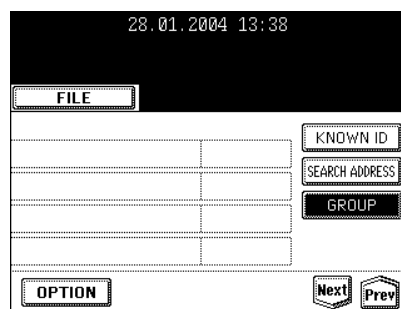 28.01.2004 13:38
FILE
KNOWN ID
SEARCH ADDRESS
GROUP
OPTION
Next
Prev